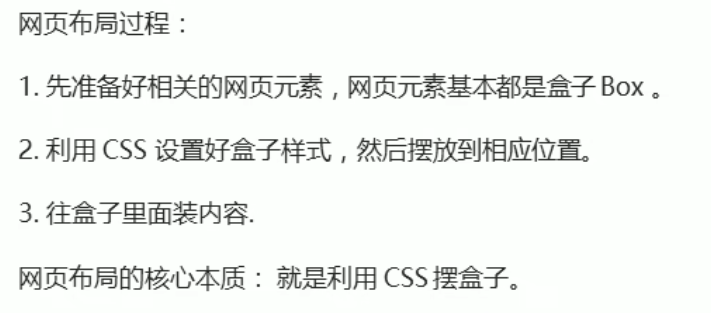 网页布局过程：
1. 先准备好相关的网页元素，网页元素基本都是盒子 Box 。
2. 利用 CSS 设置好盒子样式，然后摆放到相应位置。
3. 往盒子里面装内容.
网页布局的核心本质： 就是利用 CSS 摆盒子。